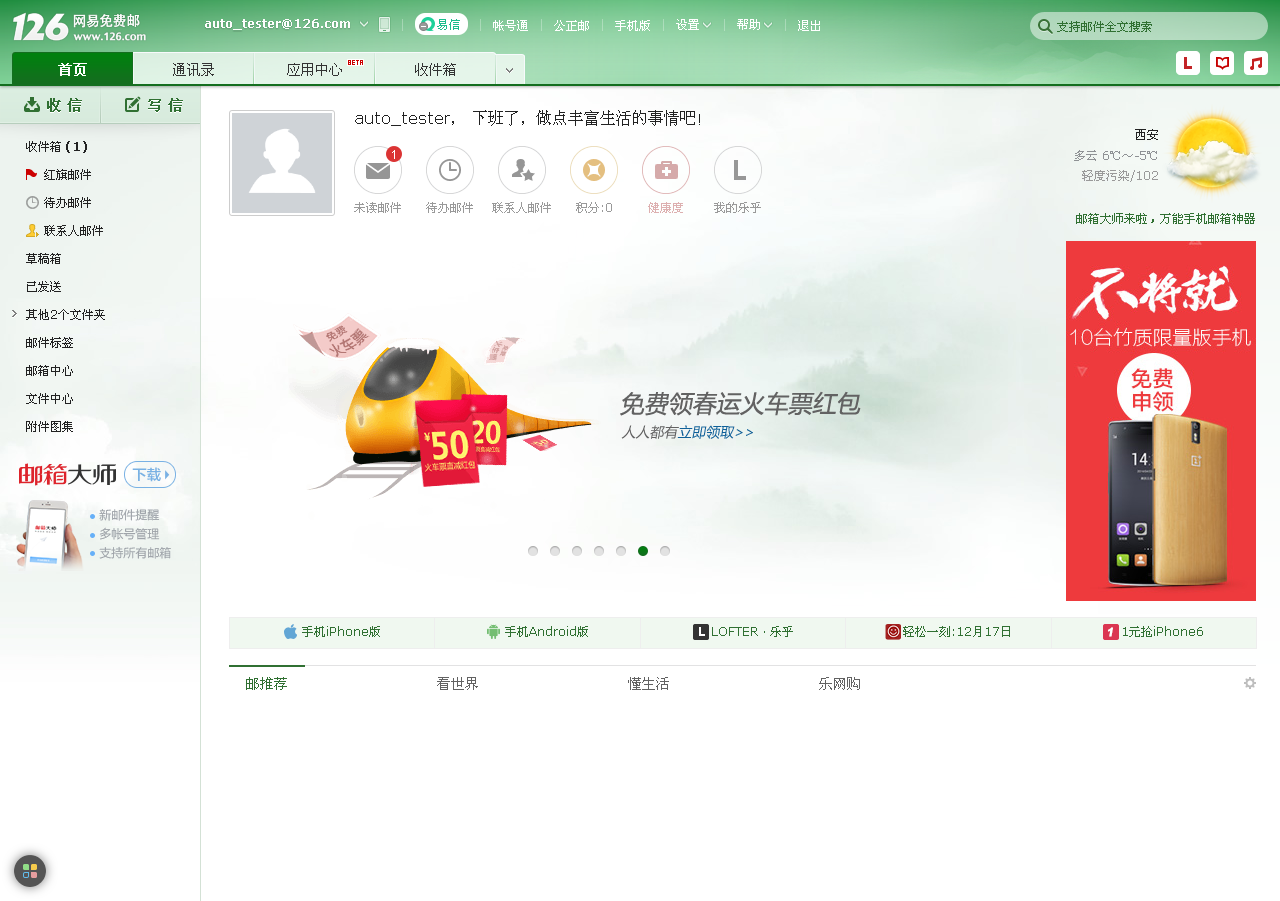 126 网易免费邮
www.126.com
auto_tester@126.com
易信
帐号通
公正邮
手机版
设置
帮助
退出
支持邮件全文搜索
首页
通讯录
应用中心 BETA
收件箱
收 信
写 信
收件箱 (1)
红旗邮件
待办邮件
联系人邮件
草稿箱
已发送
其他2个文件夹
邮件标签
邮箱中心
文件中心
附件图集
邮箱大师 下载
新邮件提醒
多帐号管理
支持所有邮箱
auto_tester， 下班了，做点丰富生活的事情吧！
1
未读邮件
待办邮件
联系人邮件
积分:0
健康度
我的乐乎
西安
多云 6℃～-5℃
轻度污染/102
邮箱大师来啦，万能手机邮箱神器
免费
火车票
¥50
20
火车票直减红包
免费领春运火车票红包
人人都有立即领取>>
不将就
10台竹质限量版手机
免费
申领
手机iPhone版
手机Android版
LOFTER · 乐乎
轻松一刻:12月17日
1元抢iPhone6
邮推荐
看世界
懂生活
乐网购